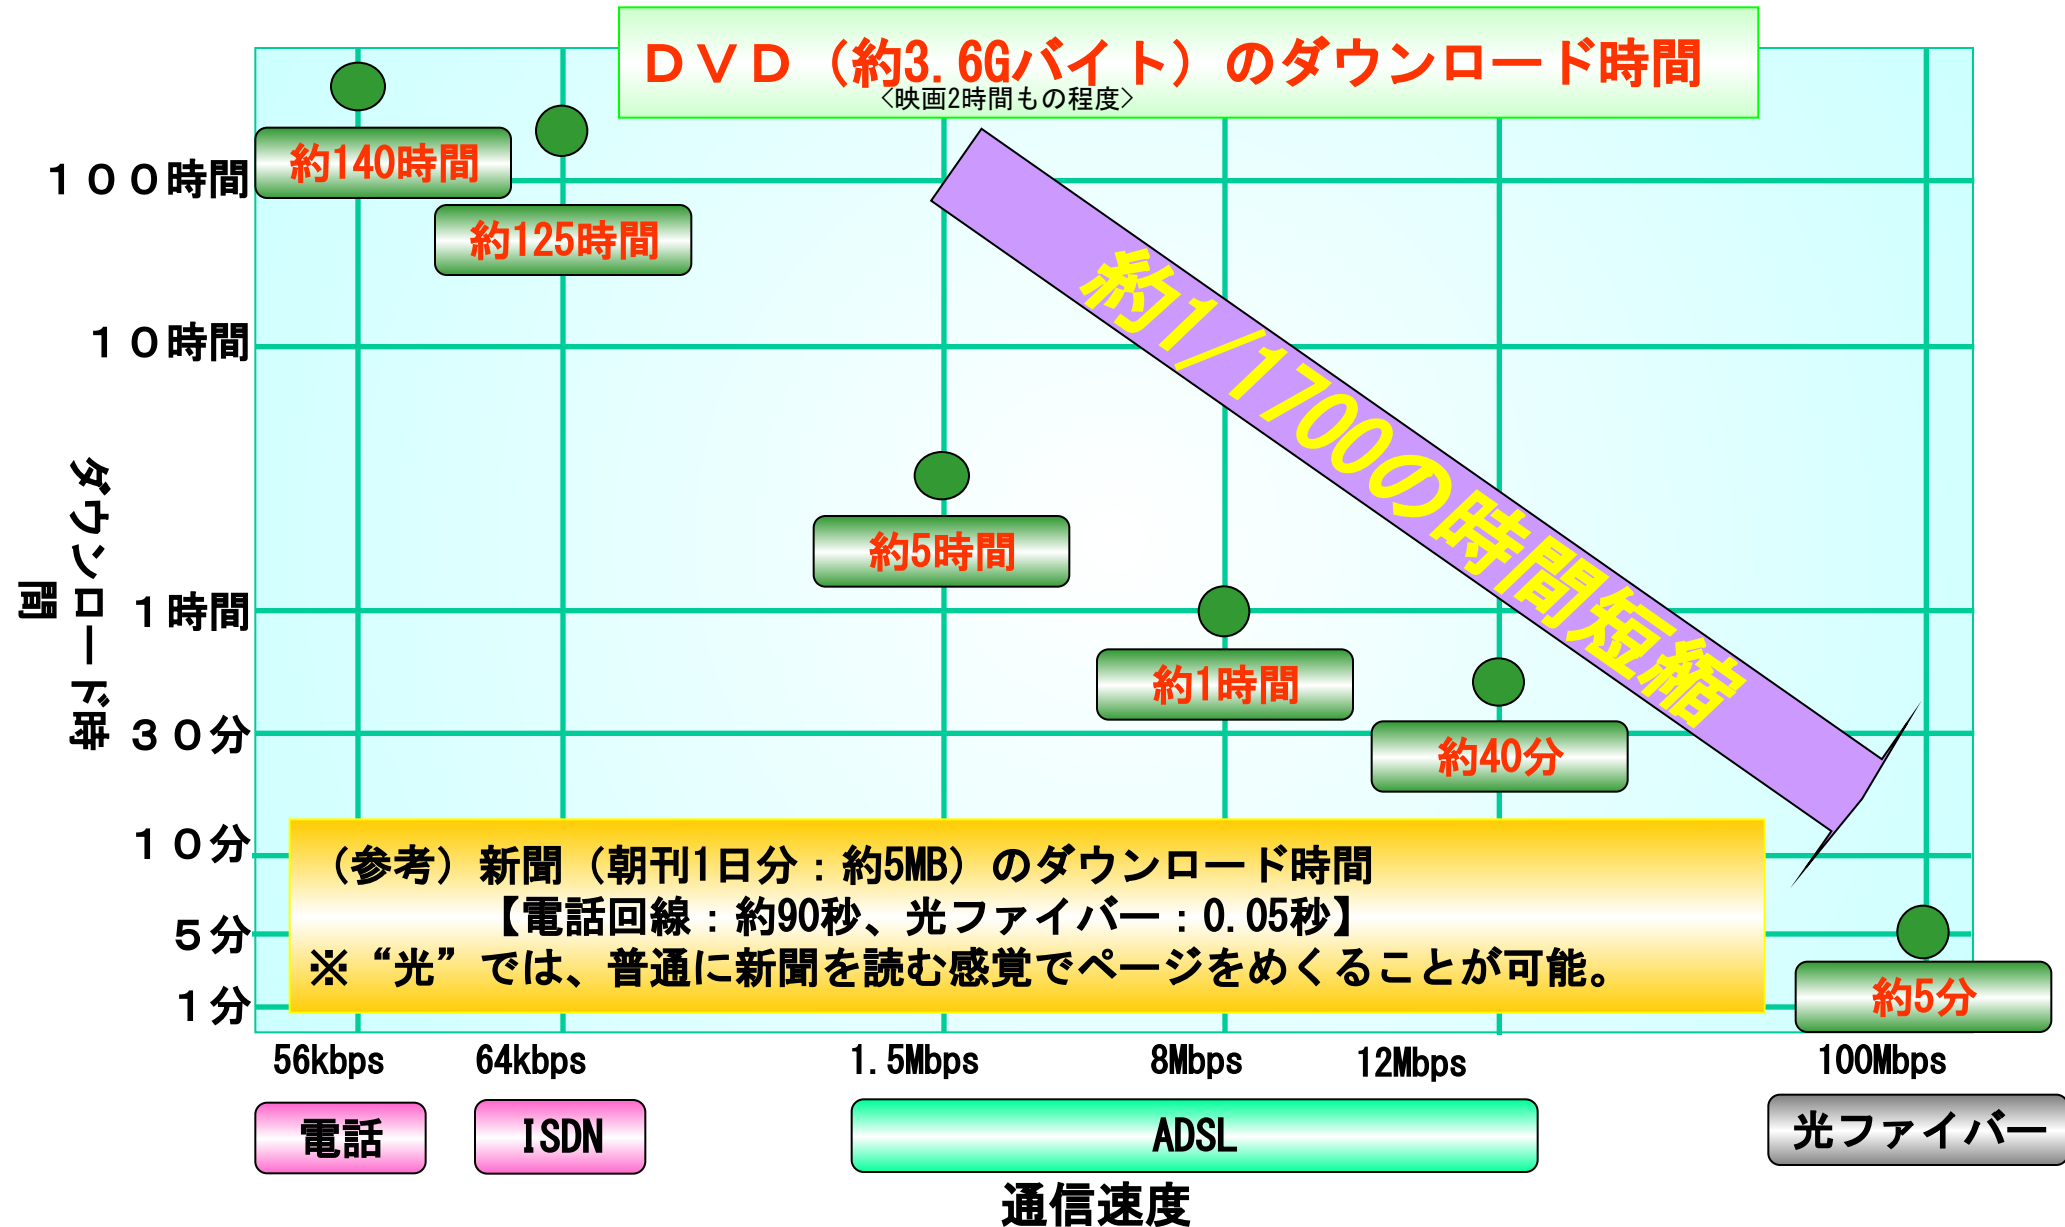 ＤＶＤ（約3.6Gバイト）のダウンロード時間
<映画2時間もの程度>
約140時間
１００時間
約125時間
約1/1700の時間短縮
１０時間
ダウンロード時
間
約5時間
１時間
約1時間
３０分
約40分
１０分
（参考）新聞（朝刊1日分：約5MB）のダウンロード時間
【電話回線：約90秒、光ファイバー：0.05秒】
※“光”では、普通に新聞を読む感覚でページをめくることが可能。
５分
１分
約5分
56kbps
64kbps
1.5Mbps
8Mbps
12Mbps
100Mbps
電話
ISDN
ADSL
光ファイバー
通信速度